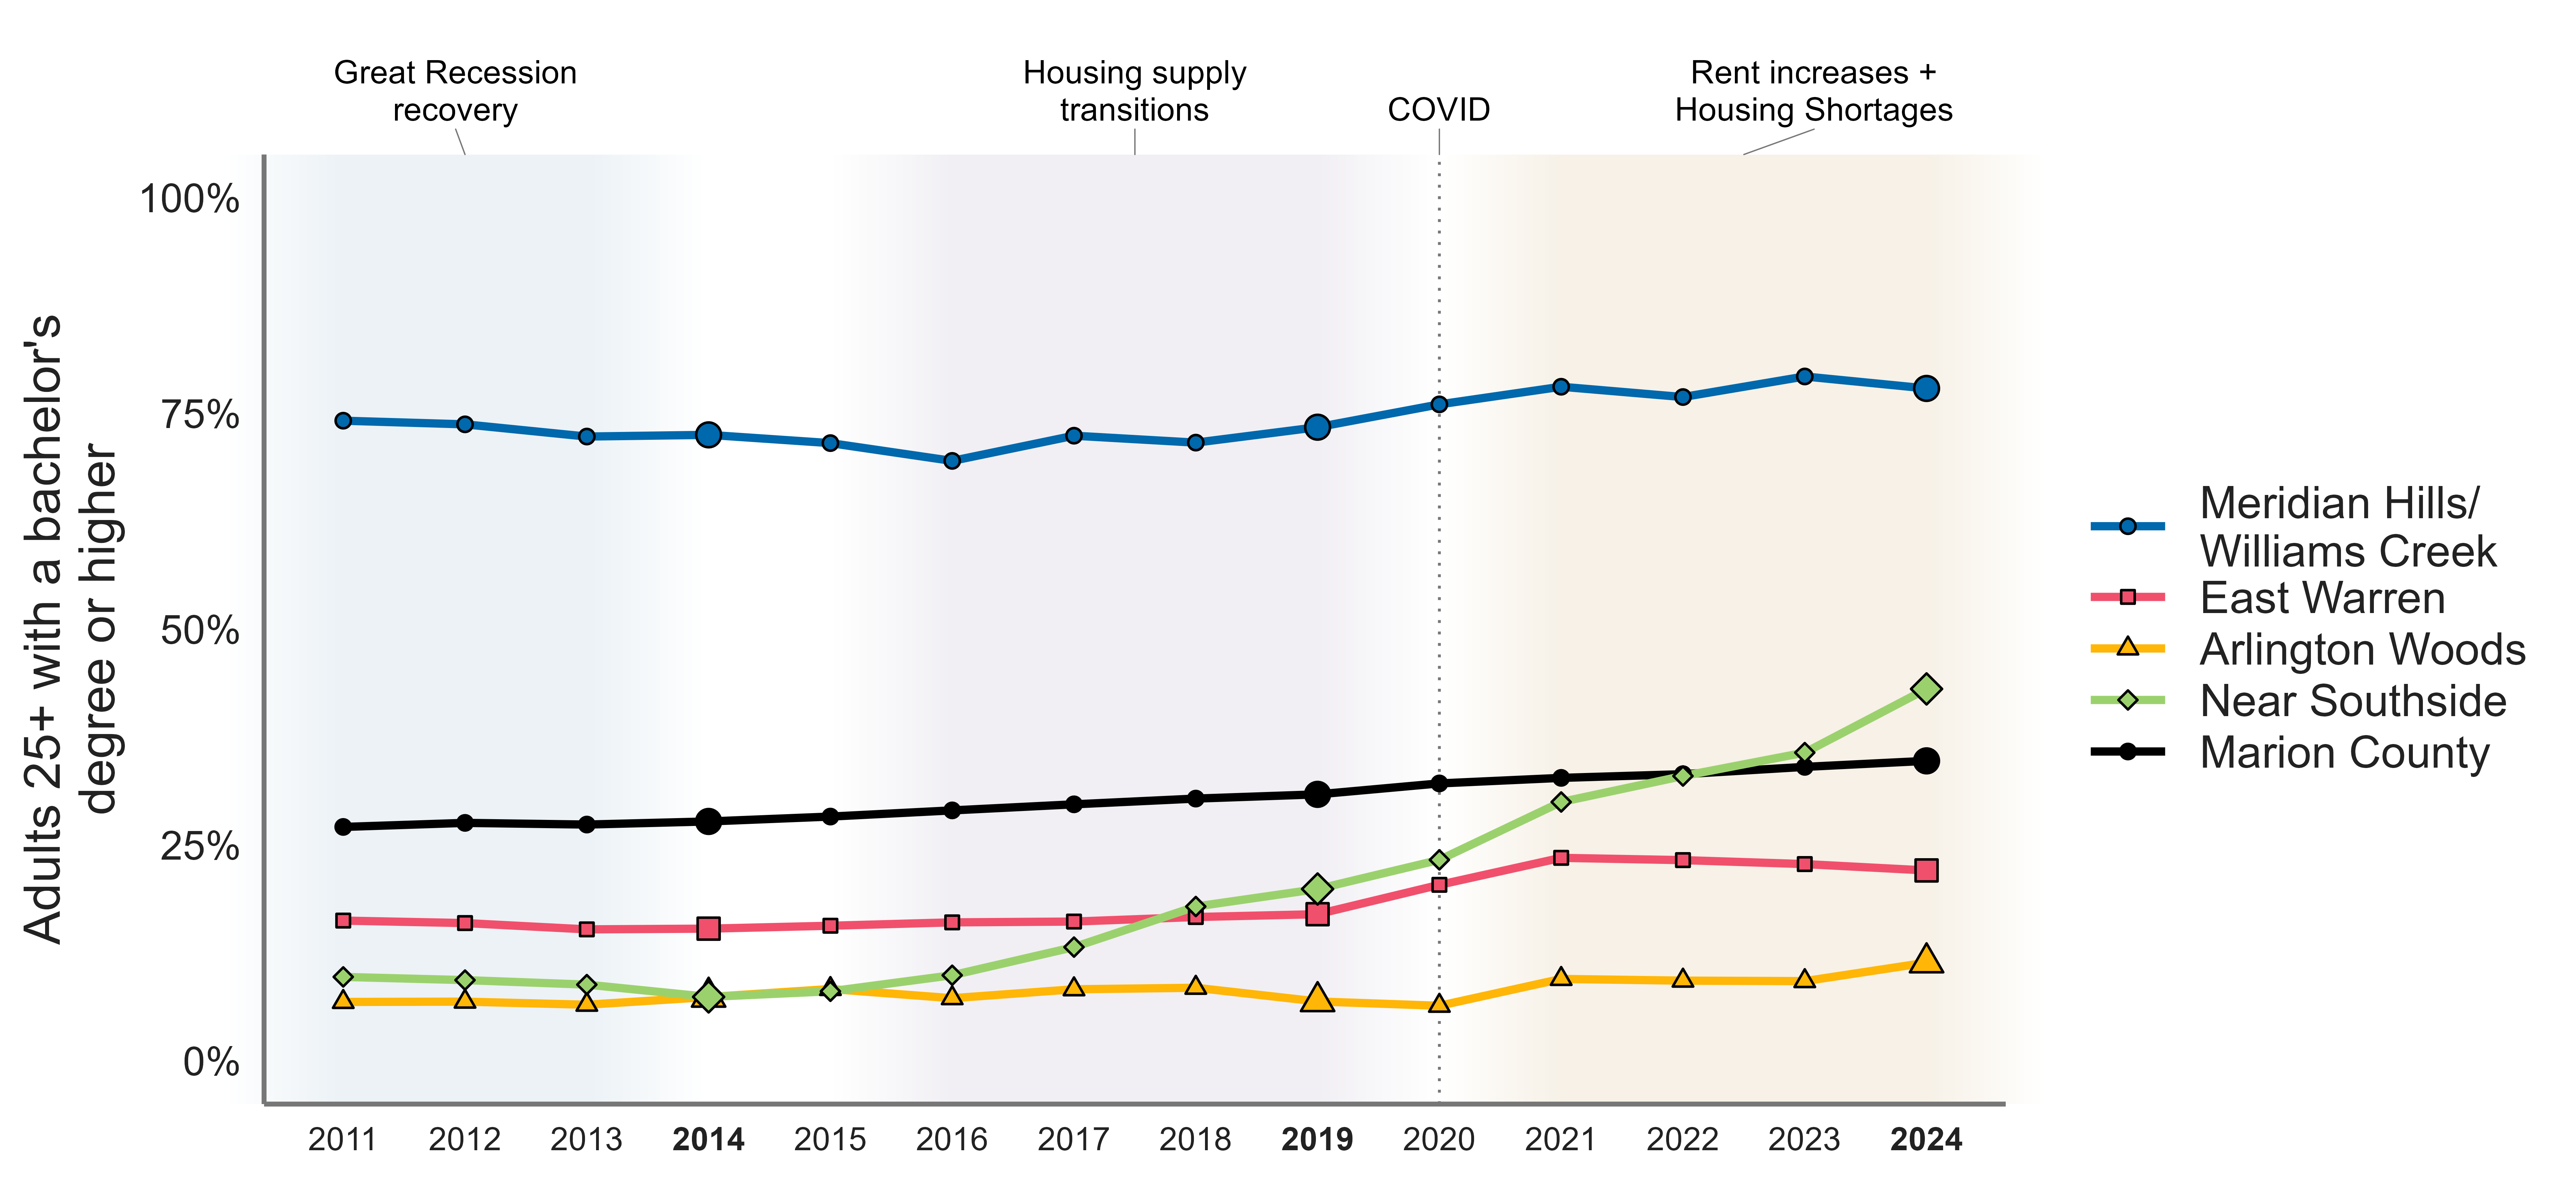 Great Recession
recovery
Housing supply
transitions
COVID
Rent increases +
Housing Shortages
Adults 25+ with a bachelor's
degree or higher
100%
75%
50%
25%
0%
2011
2012
2013
2014
2015
2016
2017
2018
2019
2020
2021
2022
2023
2024
Meridian Hills/
Williams Creek
East Warren
Arlington Woods
Near Southside
Marion County